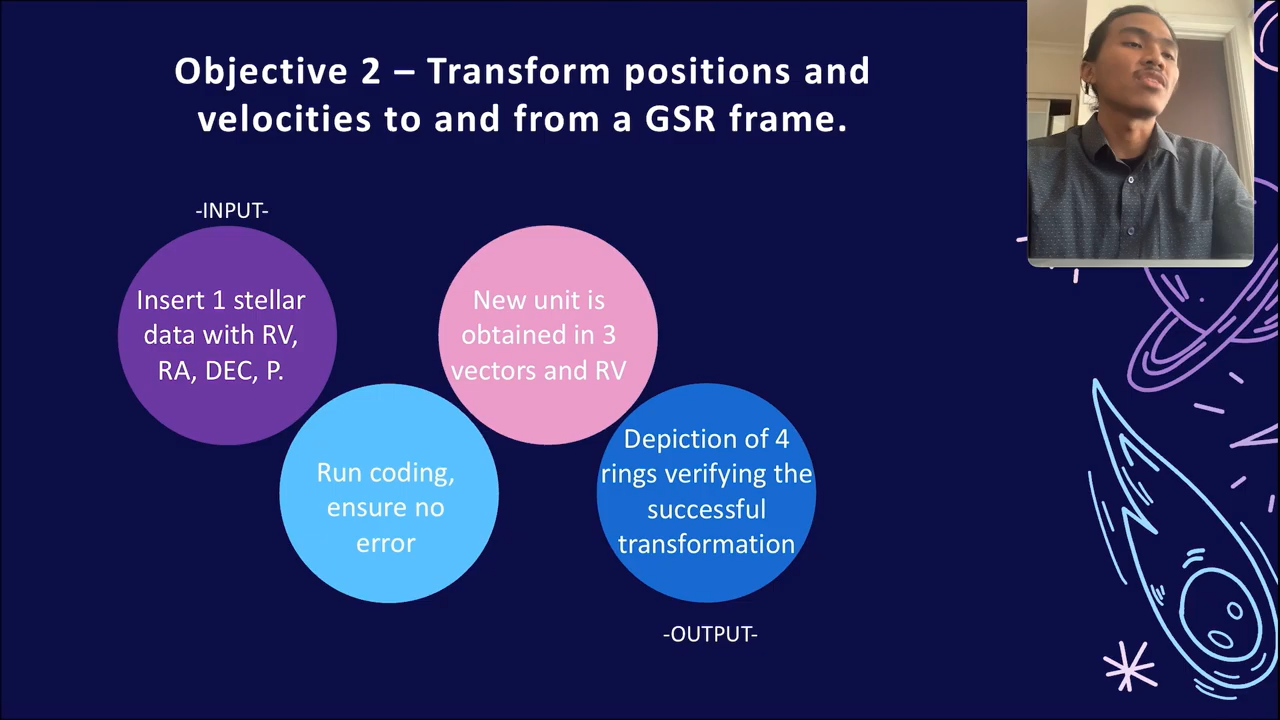 Objective 2 – Transform positions and
velocities to and from a GSR frame.
-INPUT-
Insert 1 stellar
data with RV,
RA, DEC, P.
Run coding,
ensure no
error
New unit is
obtained in 3
vectors and RV
Depiction of 4
rings verifying the
successful
transformation
-OUTPUT-